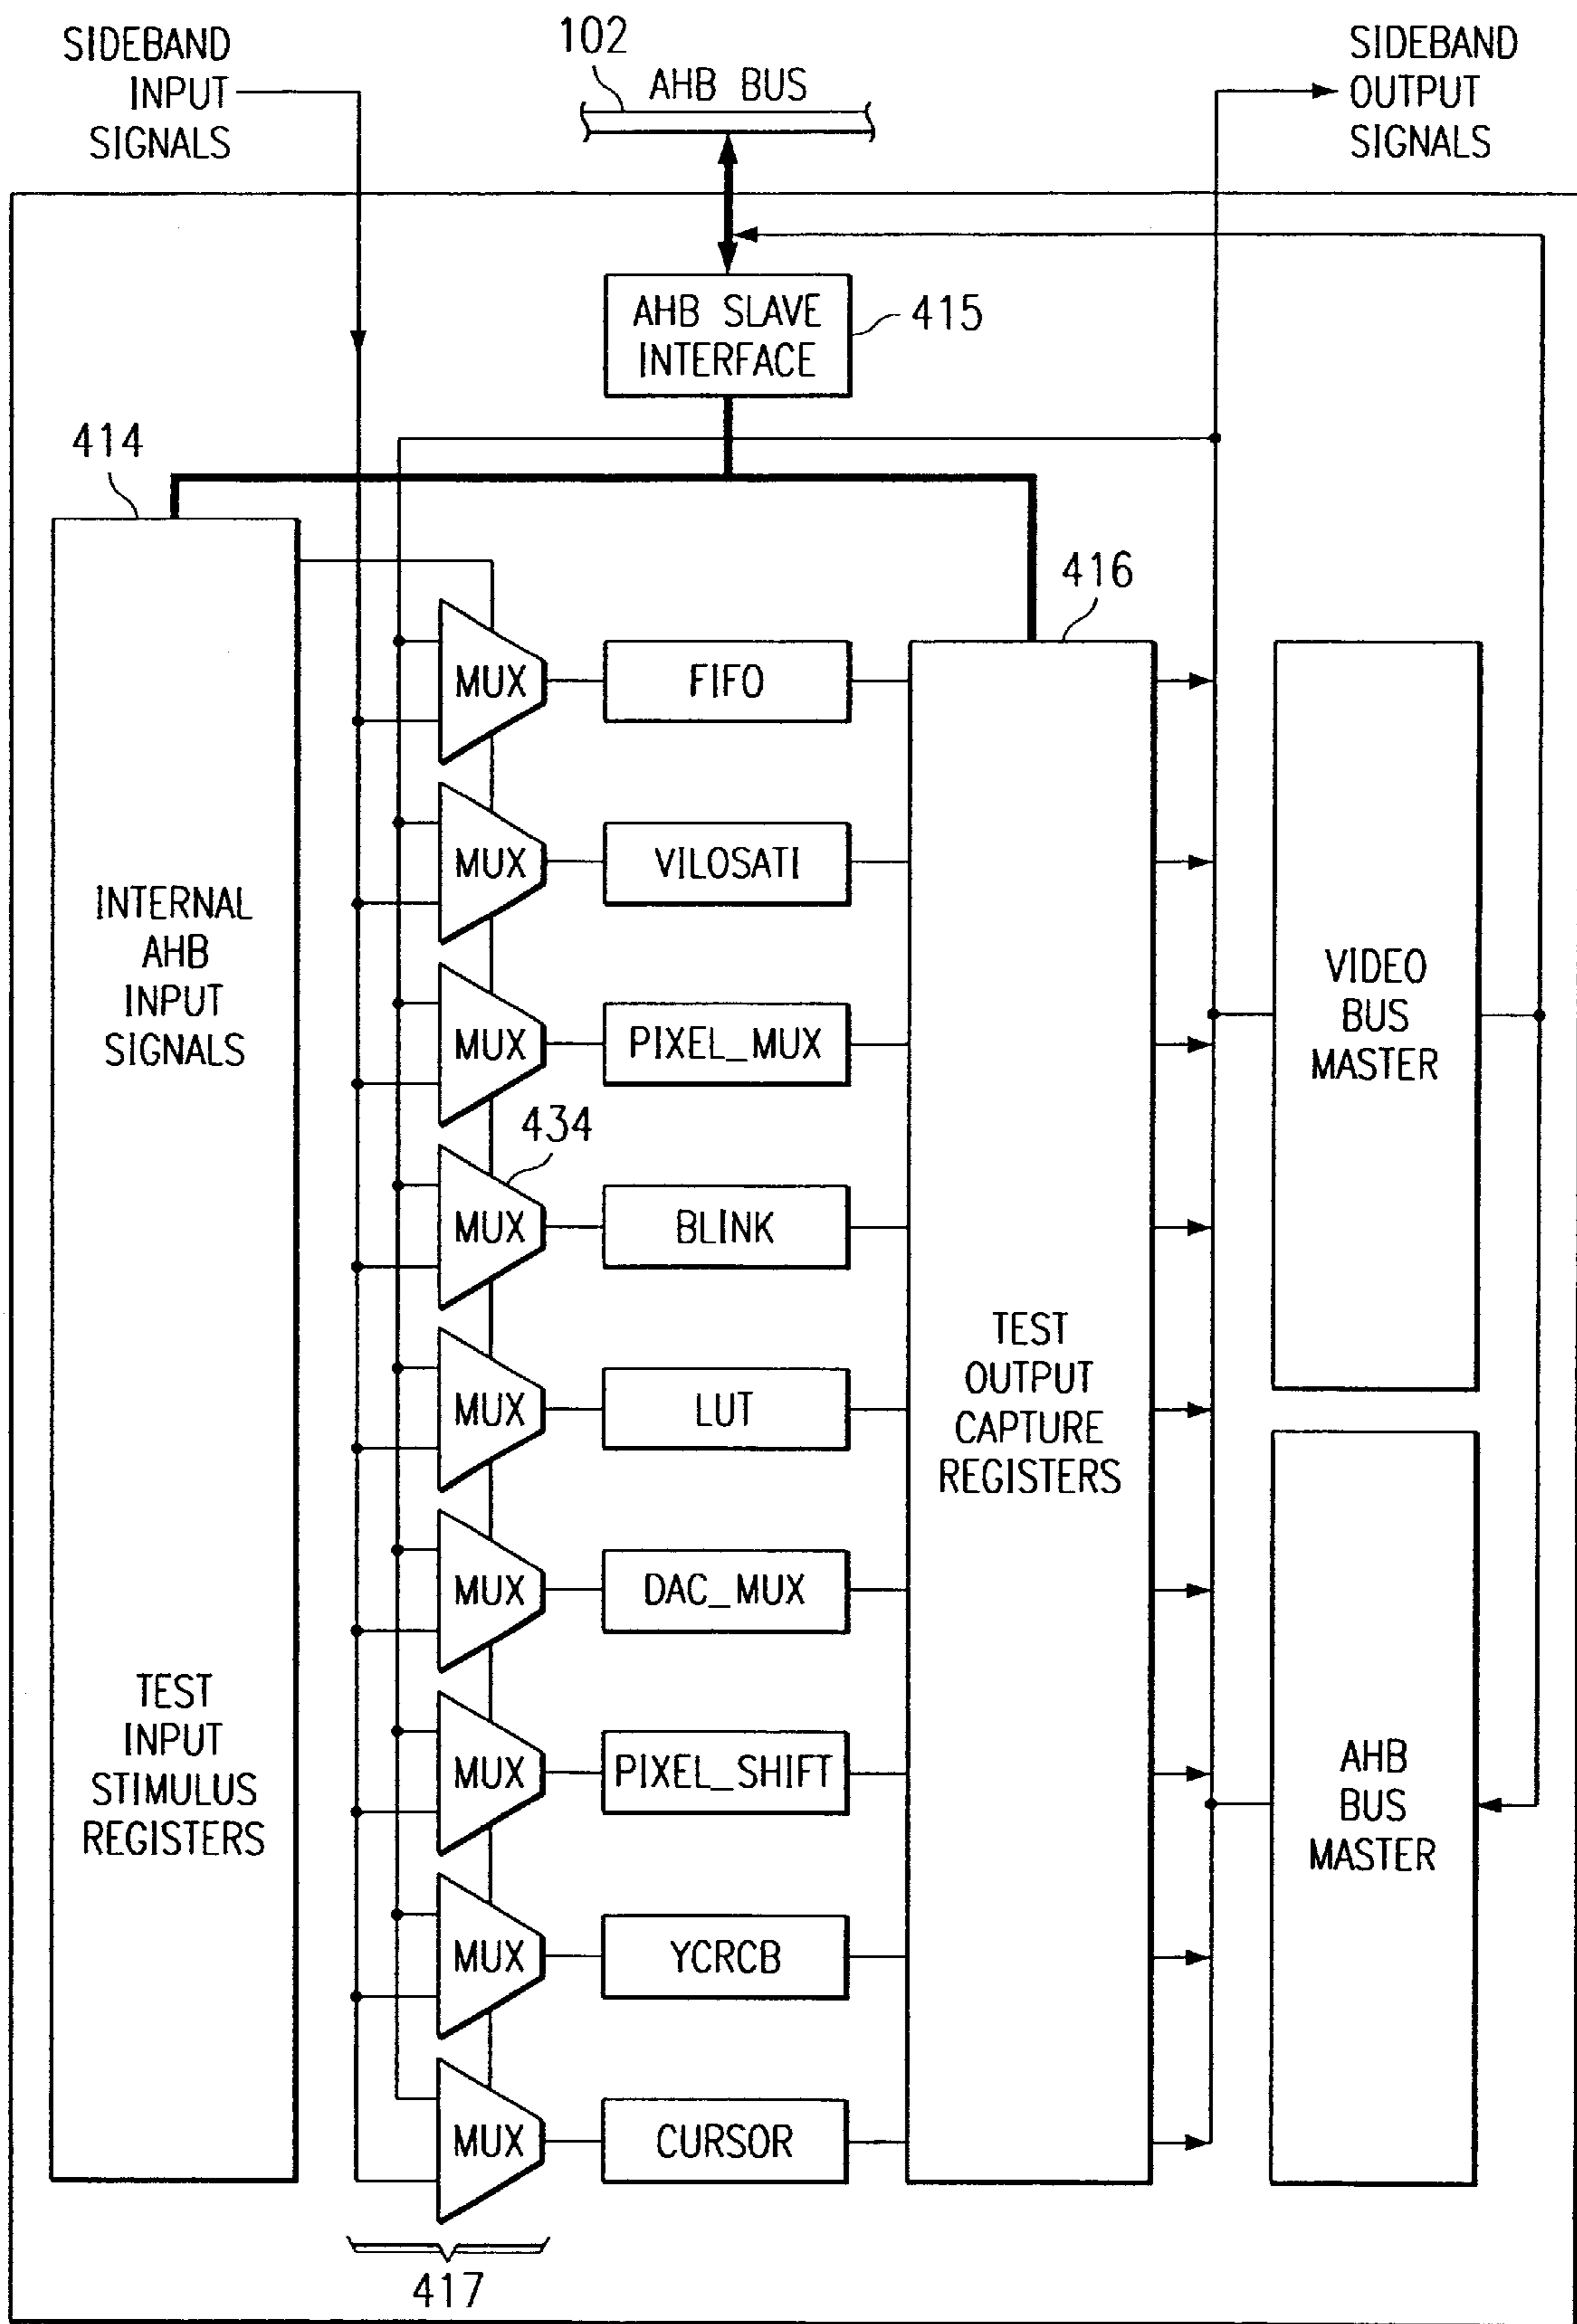 SIDEBAND
INPUT
SIGNALS
102
AHB BUS
SIDEBAND
OUTPUT
SIGNALS
AHB SLAVE
INTERFACE
415
414
416
INTERNAL
AHB
INPUT
SIGNALS
TEST
INPUT
STIMULUS
REGISTERS
MUX
FIFO
MUX
VILOSATI
MUX
PIXEL_MUX
434
MUX
BLINK
MUX
LUT
MUX
DAC_MUX
MUX
PIXEL_SHIFT
MUX
YCRCB
MUX
CURSOR
417
TEST
OUTPUT
CAPTURE
REGISTERS
VIDEO
BUS
MASTER
AHB
BUS
MASTER